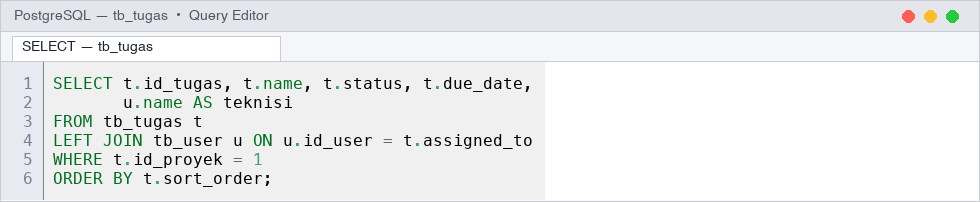 PostgreSQL — tb_tugas • Query Editor
SELECT — tb_tugas
1 SELECT t.id_tugas, t.name, t.status, t.due_date,
2        u.name AS teknisi
3 FROM tb_tugas t
4 LEFT JOIN tb_user u ON u.id_user = t.assigned_to
5 WHERE t.id_proyek = 1
6 ORDER BY t.sort_order;